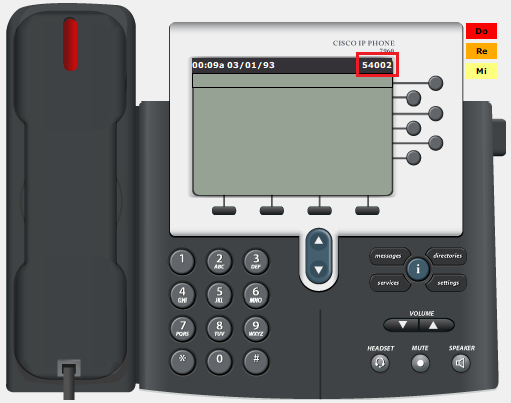 CISCO IP PHONE
7960
Do
Re
Mi
00:09a 03/01/93 54002
messages directories
i
services settings
1 2 ABC 3 DEF
4 GHI 5 JKL 6 MNO
7 PQRS 8 TUV 9 WXYZ
* 0 #
VOLUME
HEADSET MUTE SPEAKER